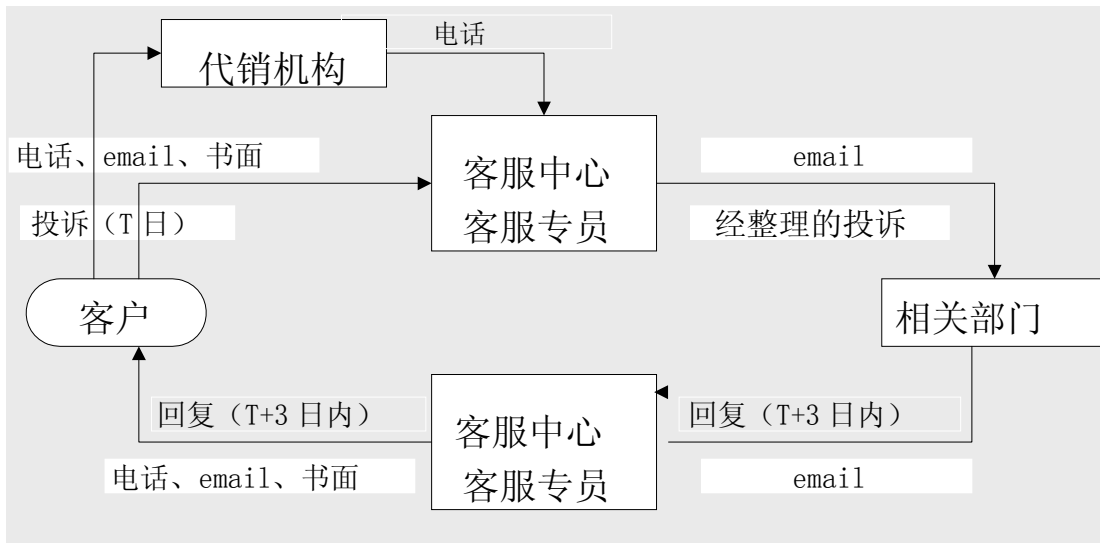 电话
代销机构
电话、email、书面
客服中心
客服专员
email
投诉（T 日）
经整理的投诉
客户
相关部门
回复（T+3 日内）
客服中心
客服专员
回复（T+3 日内）
电话、email、书面
email